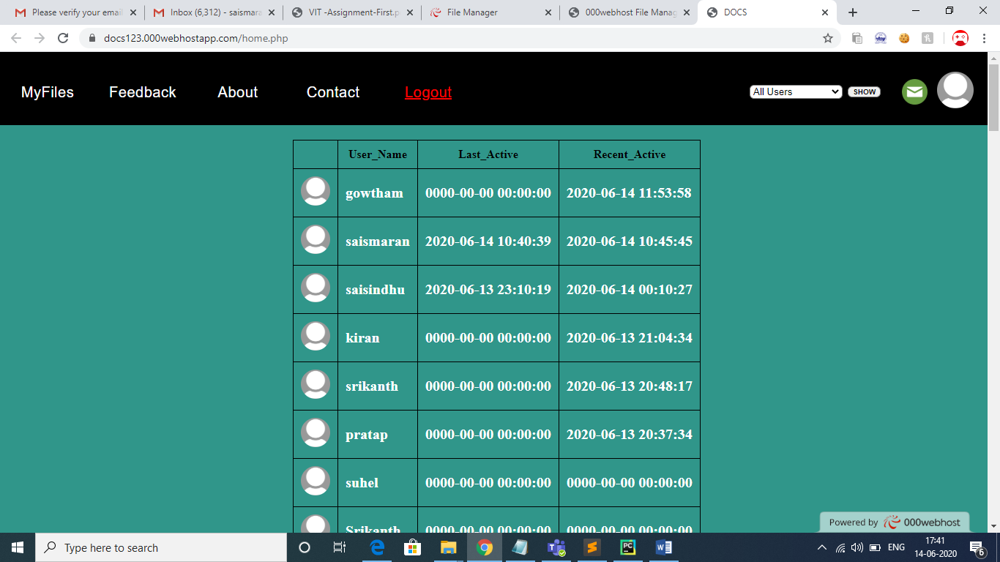 Please verify your email
Inbox (6,312) - saismara
VIT -Assignment-First.p
File Manager
000webhost File Manag
DOCS
docs123.000webhostapp.com/home.php
MyFiles Feedback About Contact Logout All Users SHOW
User_Name Last_Active Recent_Active
gowtham 0000-00-00 00:00:00 2020-06-14 11:53:58
saismaran 2020-06-14 10:40:39 2020-06-14 10:45:45
saisindhu 2020-06-13 23:10:19 2020-06-14 00:10:27
kiran 0000-00-00 00:00:00 2020-06-13 21:04:34
srikanth 0000-00-00 00:00:00 2020-06-13 20:48:17
pratap 0000-00-00 00:00:00 2020-06-13 20:37:34
suhel 0000-00-00 00:00:00 0000-00-00 00:00:00
Srikanth 0000-00-00 00:00:00 0000-00-00 00:00:00
Powered by 000webhost
Type here to search
PC
W
ENG
17:41
14-06-2020
6